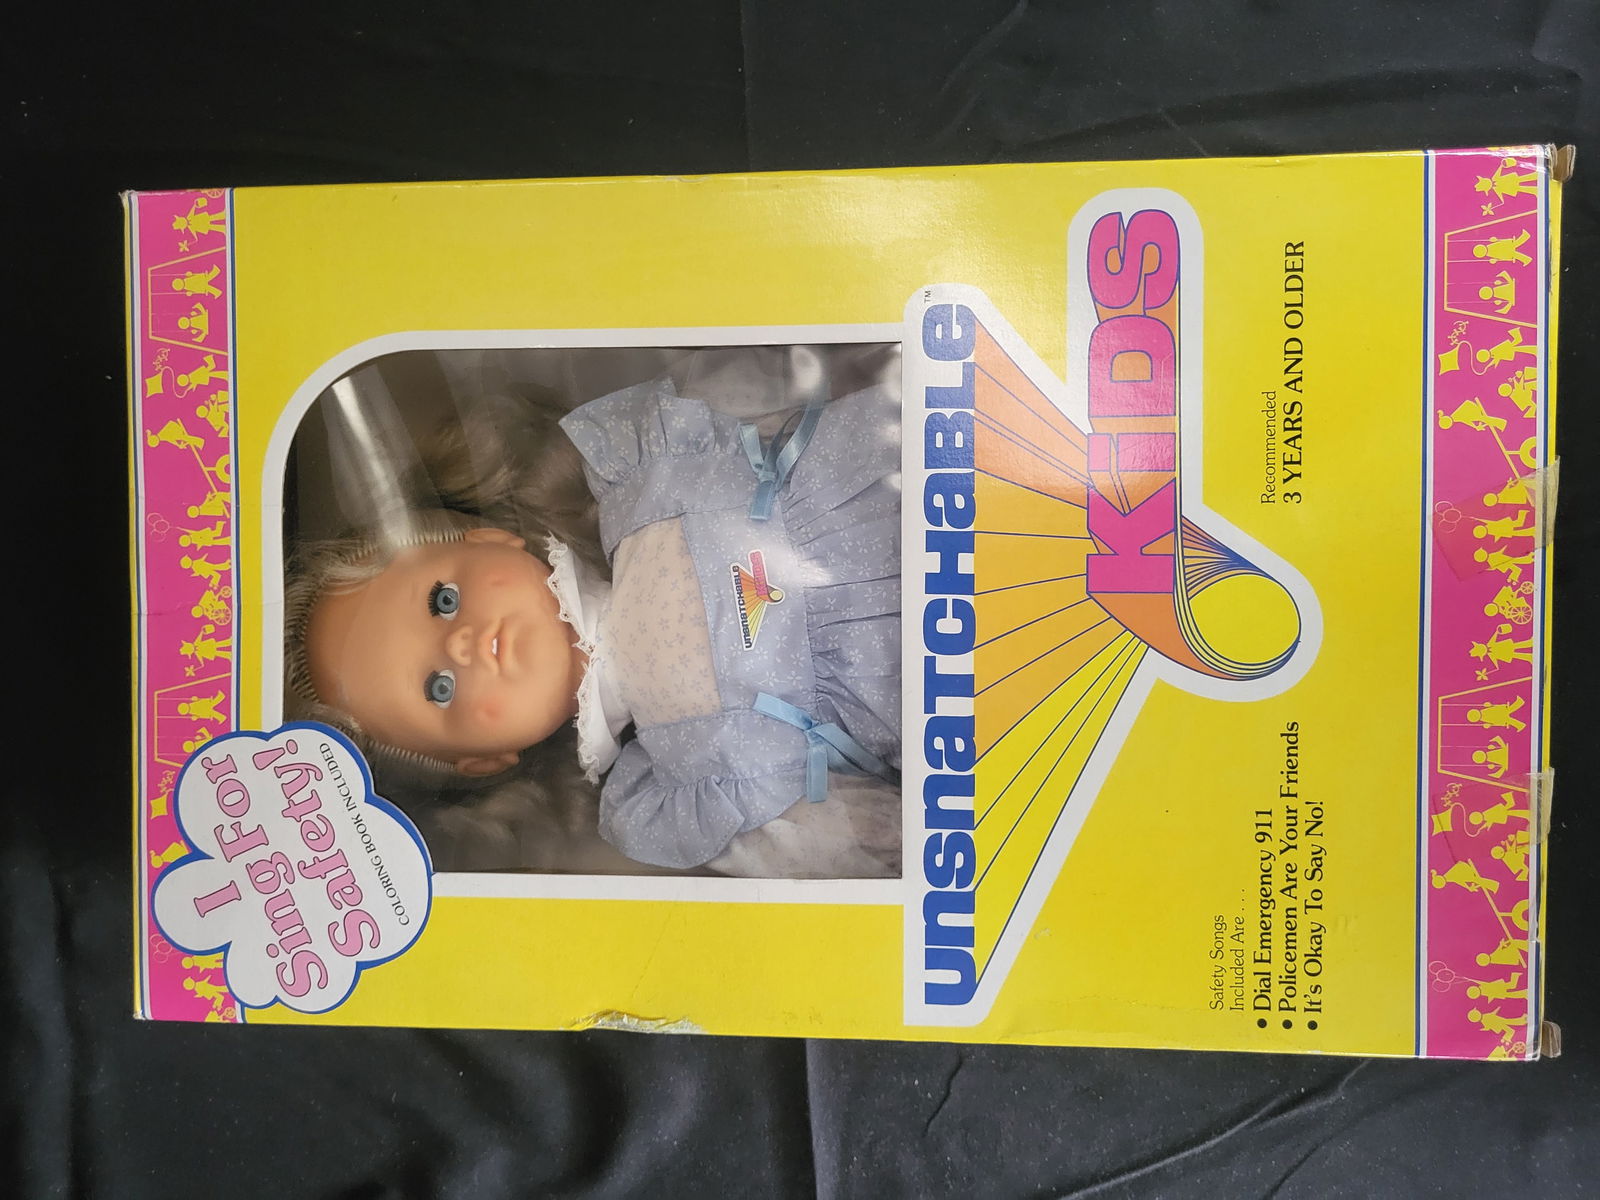 I
Sing For
Safety!
COLORING BOOK INCLUDED
unsnatchable
KiDS
unsnatchable™
KiDS
Safety Songs
Included Are....
• Dial Emergency 911
• Policemen Are Your Friends
• It's Okay To Say No!
Recommended
3 YEARS AND OLDER